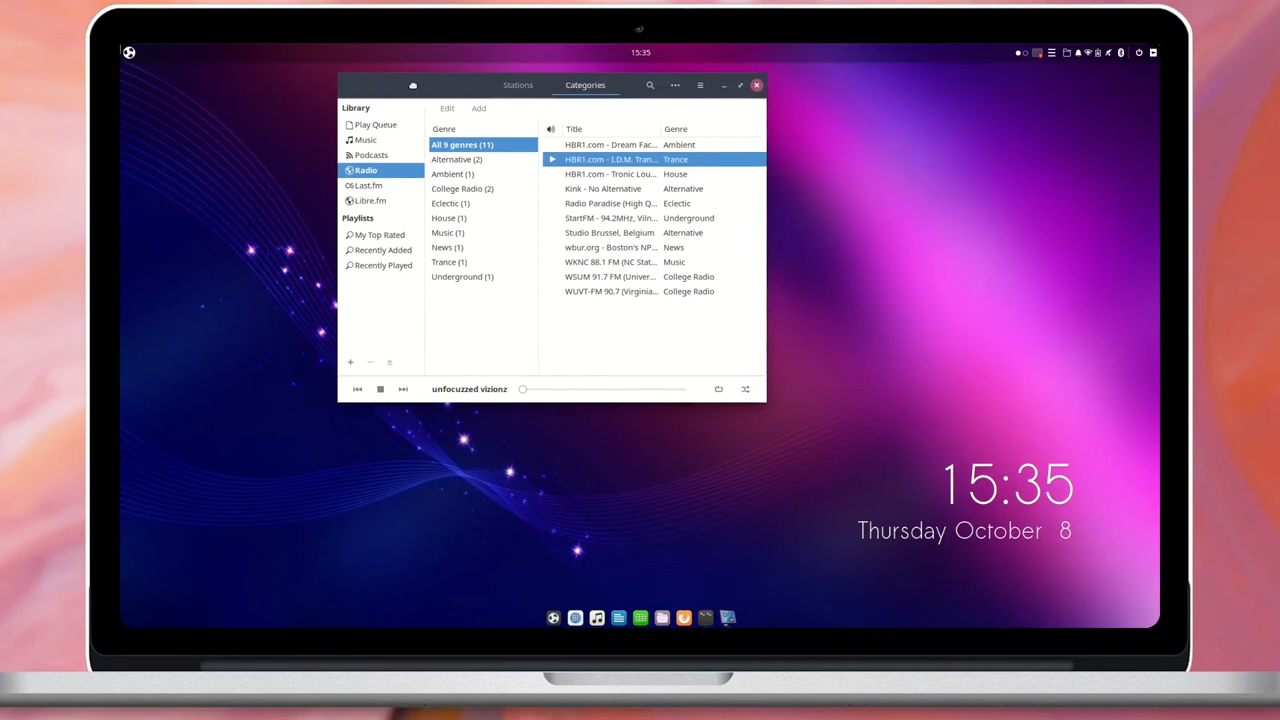 15:35
Stations Categories
Library
Play Queue
Music
Podcasts
Radio
Last.fm
Libre.fm
Playlists
My Top Rated
Recently Added
Recently Played
Edit Add
Genre
All 9 genres (11)
Alternative (2)
Ambient (1)
College Radio (2)
Eclectic (1)
House (1)
Music (1)
News (1)
Trance (1)
Underground (1)
Title Genre
HBR1.com - Dream Fac... Ambient
HBR1.com - I.D.M. Tran... Trance
HBR1.com - Tronic Lou... House
Kink - No Alternative Alternative
Radio Paradise (High Q... Eclectic
StartFM - 94.2MHz, Viln... Underground
Studio Brussel, Belgium Alternative
wbur.org - Boston's NP... News
WKNC 88.1 FM (NC Stat... Music
WSUM 91.7 FM (Univer... College Radio
WUVT-FM 90.7 (Virginia... College Radio
unfocuzzed vizionz
15:35
Thursday October 8